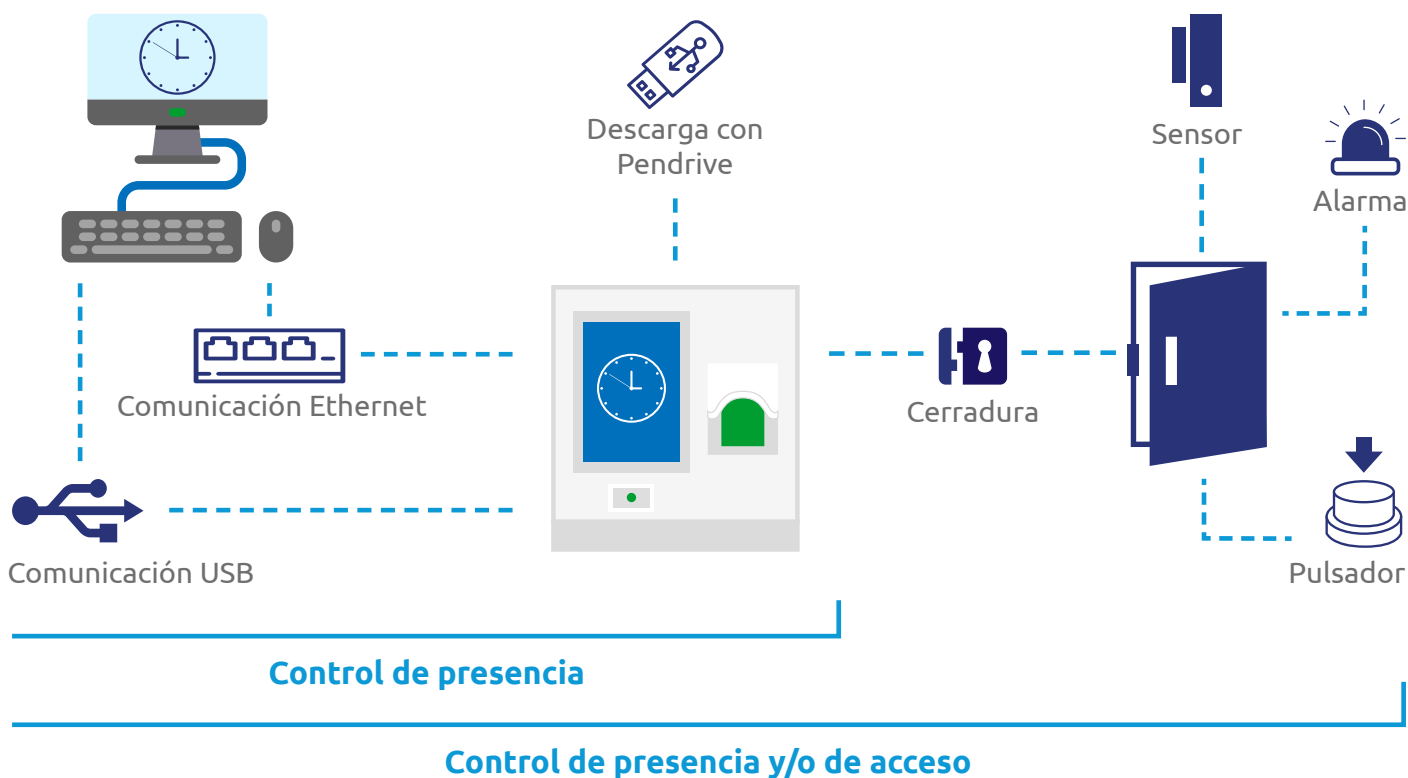 Descarga con
Pendrive
Sensor
Alarma
Comunicación Ethernet
Cerradura
Comunicación USB
Pulsador
Control de presencia
Control de presencia y/o de acceso